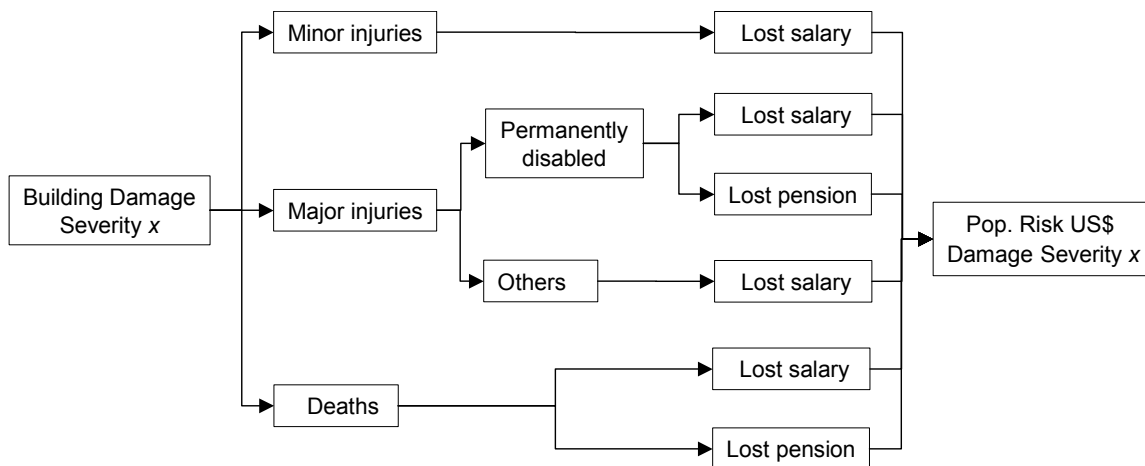 Minor injuries
Lost salary
Permanently
disabled
Lost salary
Building Damage
Severity x
Major injuries
Lost pension
Pop. Risk US$
Damage Severity x
Others
Lost salary
Deaths
Lost salary
Lost pension